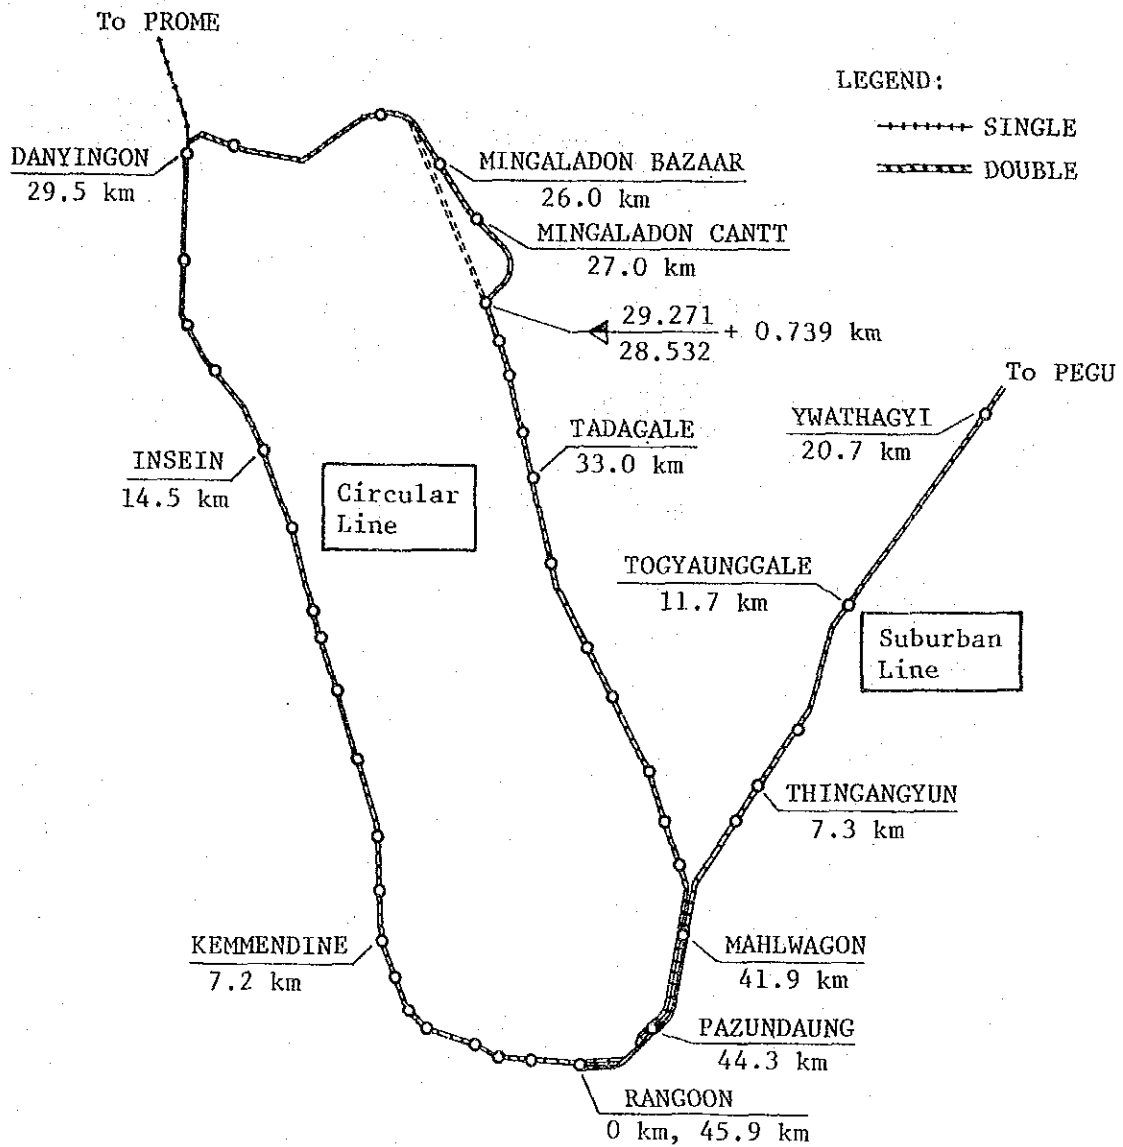 To PROME
LEGEND:
SINGLE
DOUBLE
DANYINGON
29.5 km
MINGALADON BAZAAR
26.0 km
MINGALADON CANTT
27.0 km
29.271
28.532
+ 0.739 km
To PEGU
YWATHAGYI
20.7 km
TADAGALE
33.0 km
INSEIN
14.5 km
Circular
Line
TOGYAUNGGALE
11.7 km
Suburban
Line
THINGANGYUN
7.3 km
KEMMENDINE
7.2 km
MAHLWAGON
41.9 km
PAZUNDAUNG
44.3 km
RANGOON
0 km, 45.9 km